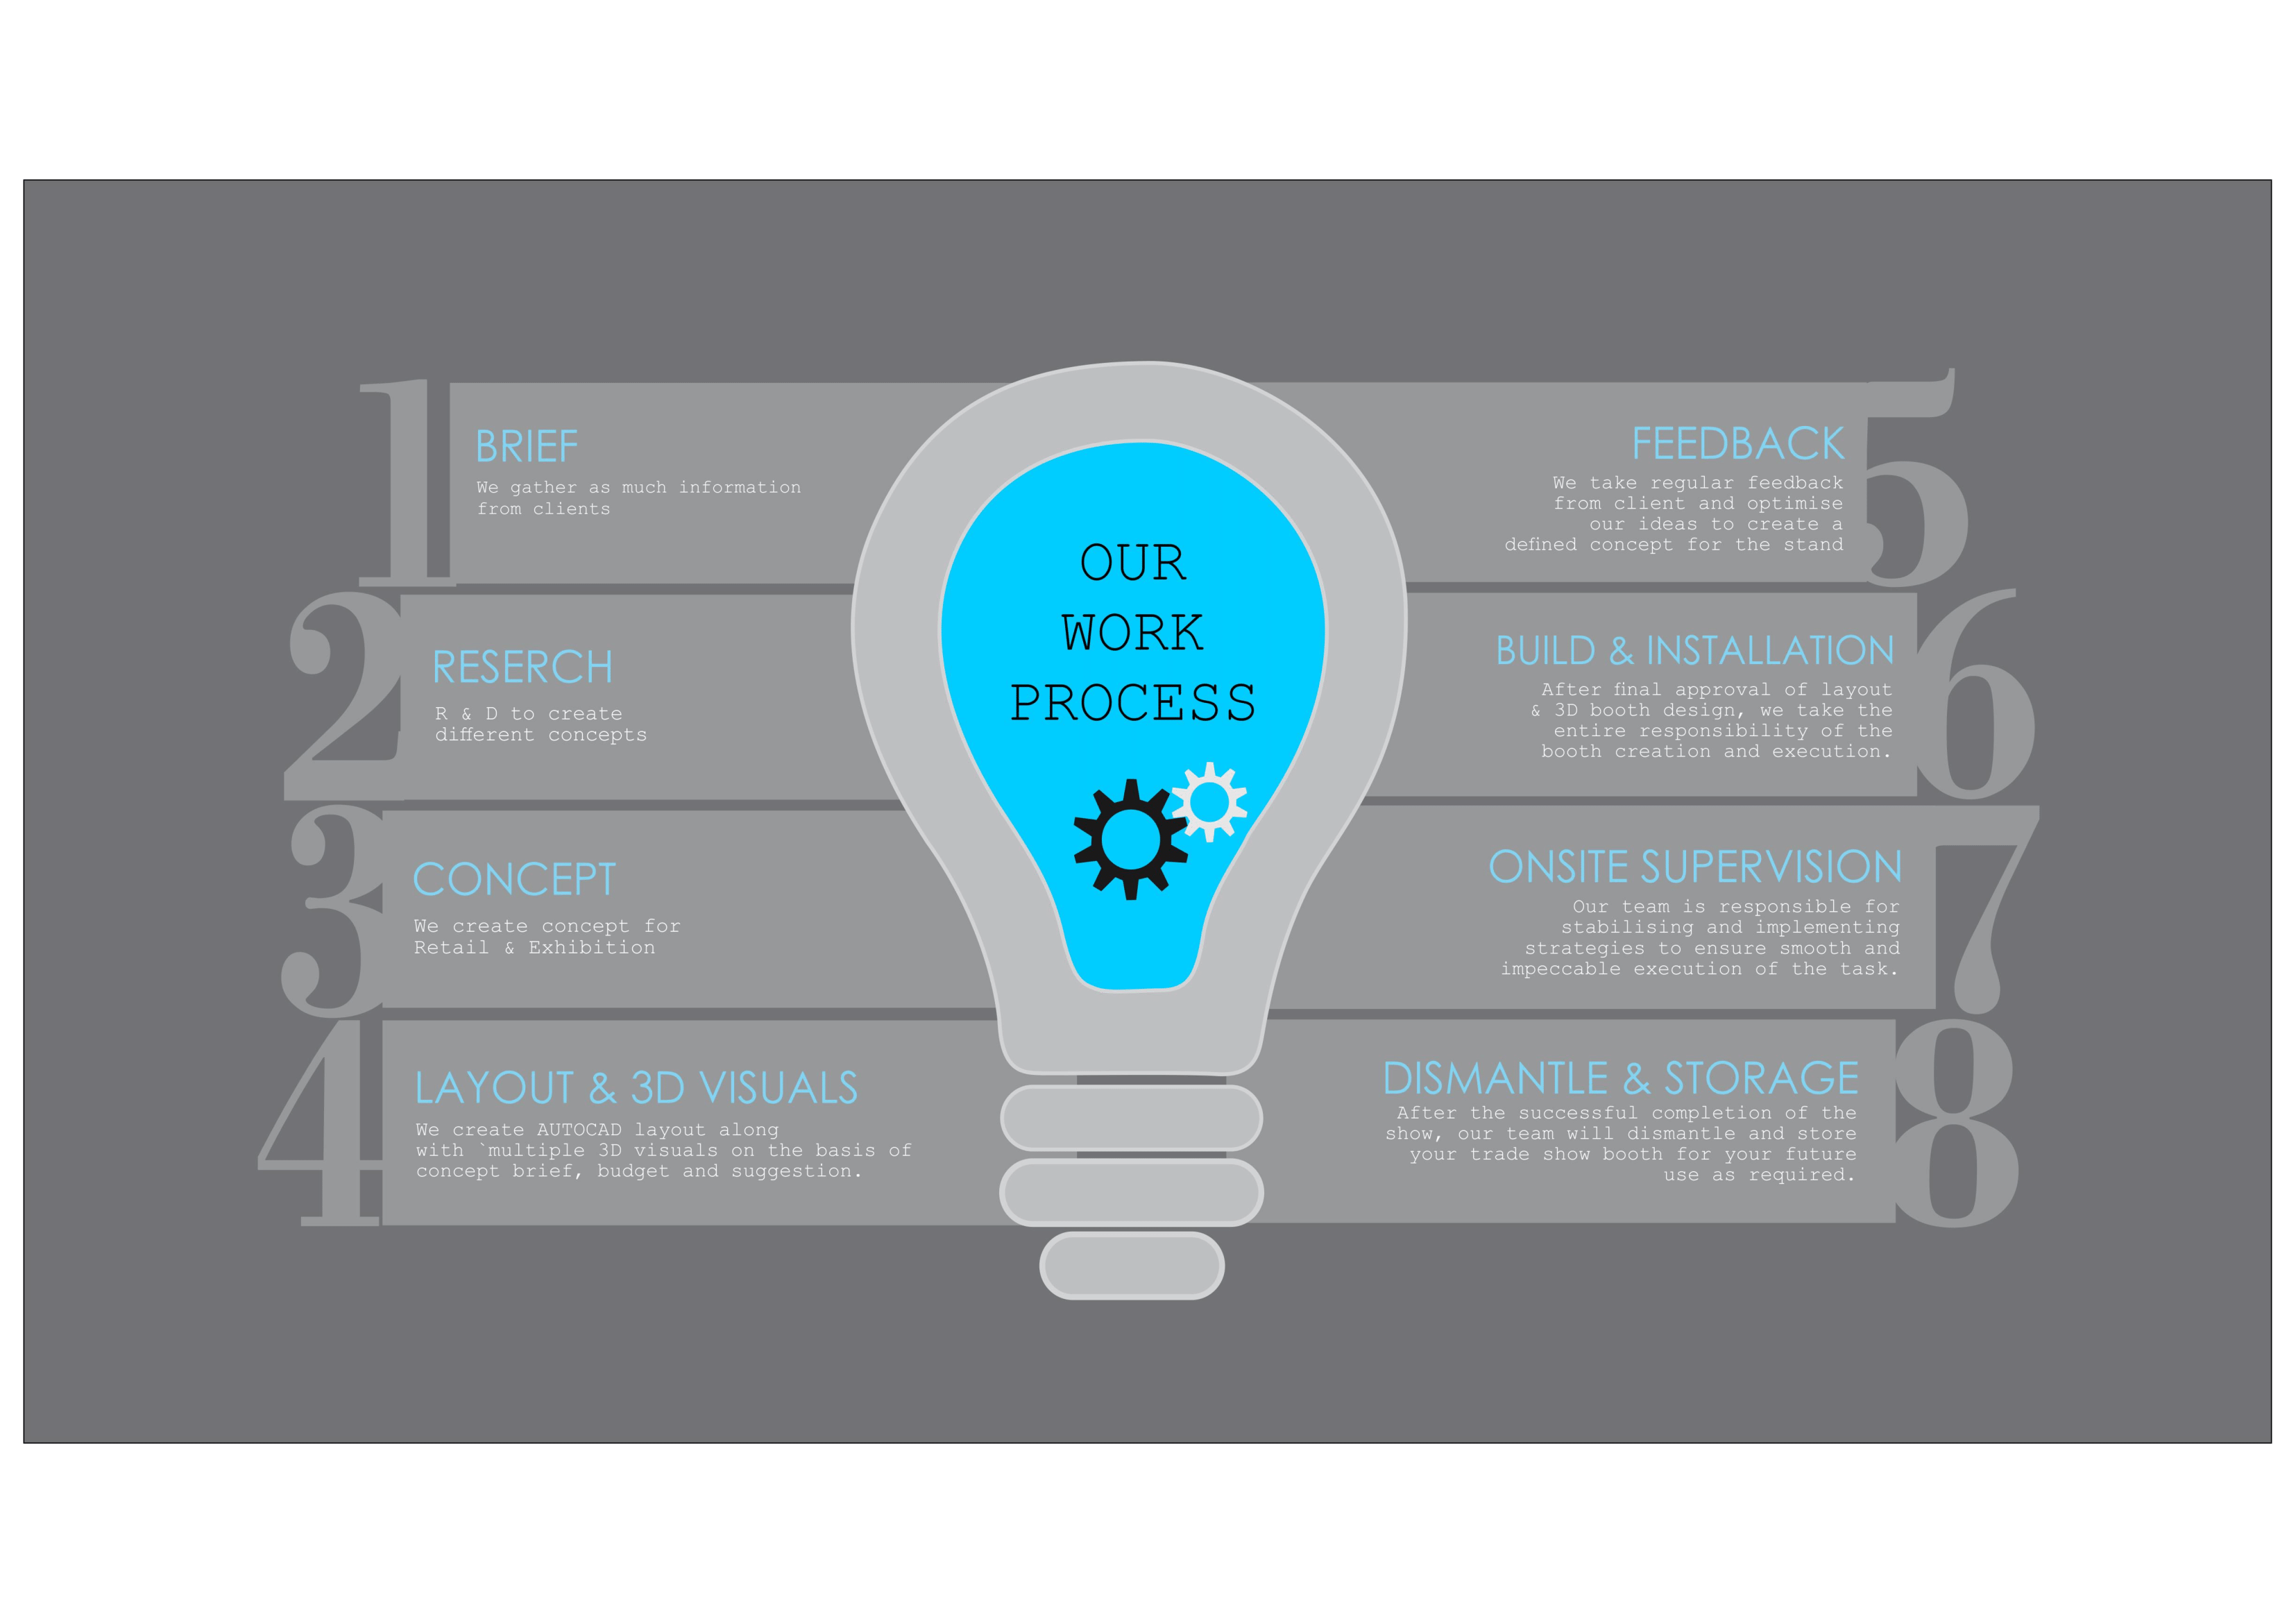 1
BRIEF
We gather as much information
from clients
2
RESERCH
R & D to create
different concepts
3
CONCEPT
We create concept for
Retail & Exhibition
4
LAYOUT & 3D VISUALS
We create AUTOCAD layout along
with `multiple 3D visuals on the basis of
concept brief, budget and suggestion.
OUR
WORK
PROCESS
5
FEEDBACK
We take regular feedback
from client and optimise
our ideas to create a
defined concept for the stand
6
BUILD & INSTALLATION
After final approval of layout
& 3D booth design, we take the
entire responsibility of the
booth creation and execution.
7
ONSITE SUPERVISION
Our team is responsible for
stabilising and implementing
strategies to ensure smooth and
impeccable execution of the task.
8
DISMANTLE & STORAGE
After the successful completion of the
show, our team will dismantle and store
your trade show booth for your future
use as required.